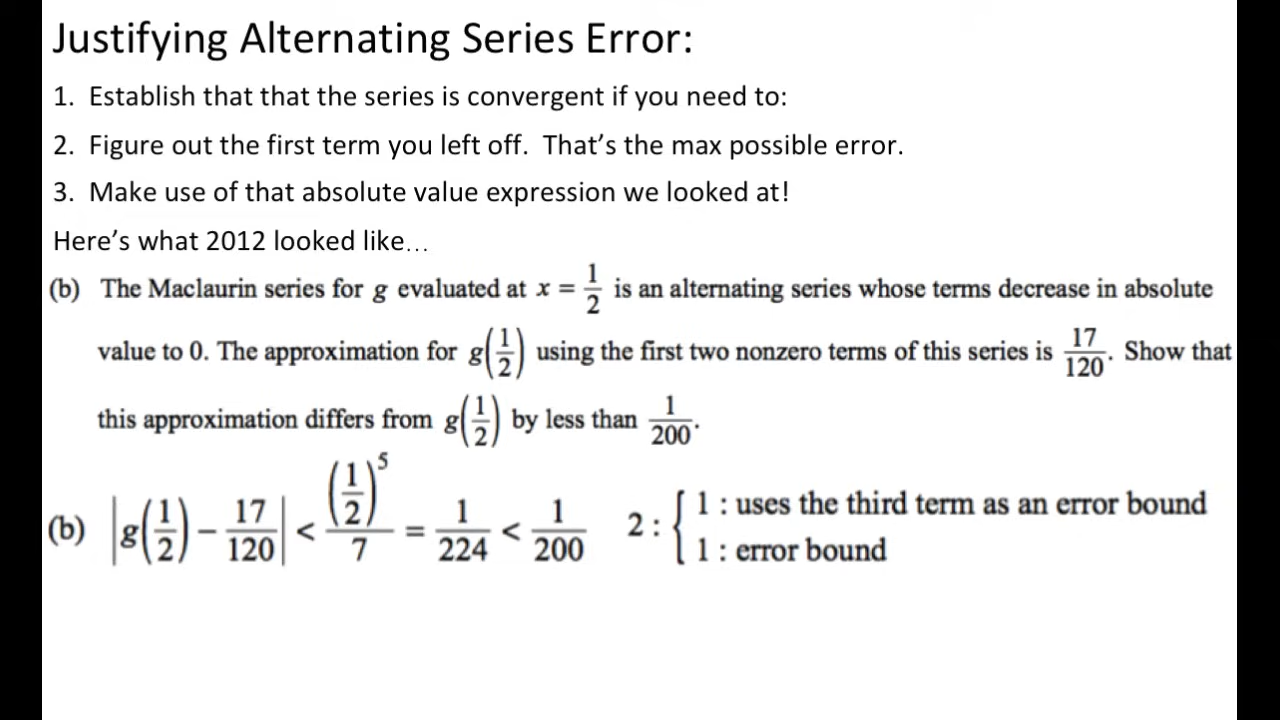 Justifying Alternating Series Error:
1. Establish that that the series is convergent if you need to:
2. Figure out the first term you left off. That's the max possible error.
3. Make use of that absolute value expression we looked at!
Here's what 2012 looked like…
(b) The Maclaurin series for g evaluated at x = 1/2 is an alternating series whose terms decrease in absolute
value to 0. The approximation for g(1/2) using the first two nonzero terms of this series is 17/120. Show that
this approximation differs from g(1/2) by less than 1/200.
(b) |g(1/2) − 17/120| < (1/2)^5/7 = 1/224 < 1/200 2 : { 1 : uses the third term as an error bound
1 : error bound